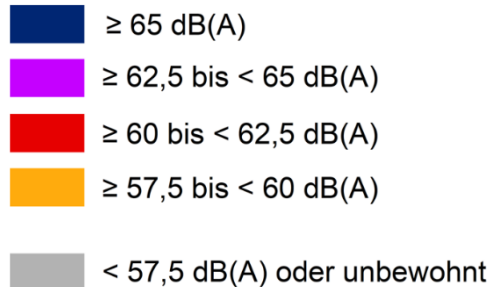 ≥ 65 dB(A)
≥ 62,5 bis < 65 dB(A)
≥ 60 bis < 62,5 dB(A)
≥ 57,5 bis < 60 dB(A)
< 57,5 dB(A) oder unbewohnt